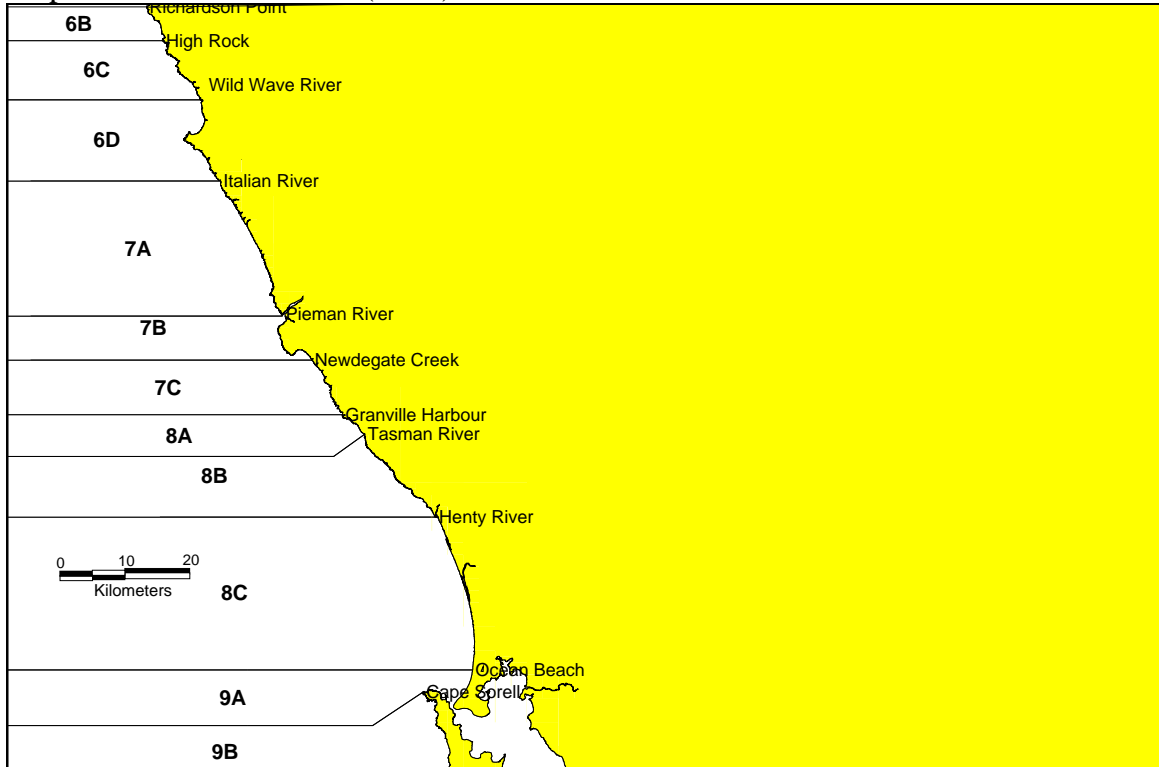 Richardson Point
6B
High Rock
6C
Wild Wave River
6D
Italian River
7A
Pieman River
7B
Newdegate Creek
7C
Granville Harbour
8A
Tasman River
8B
Henty River
0 10 20
Kilometers
8C
Ocean Beach
9A
Cape Sorell
9B